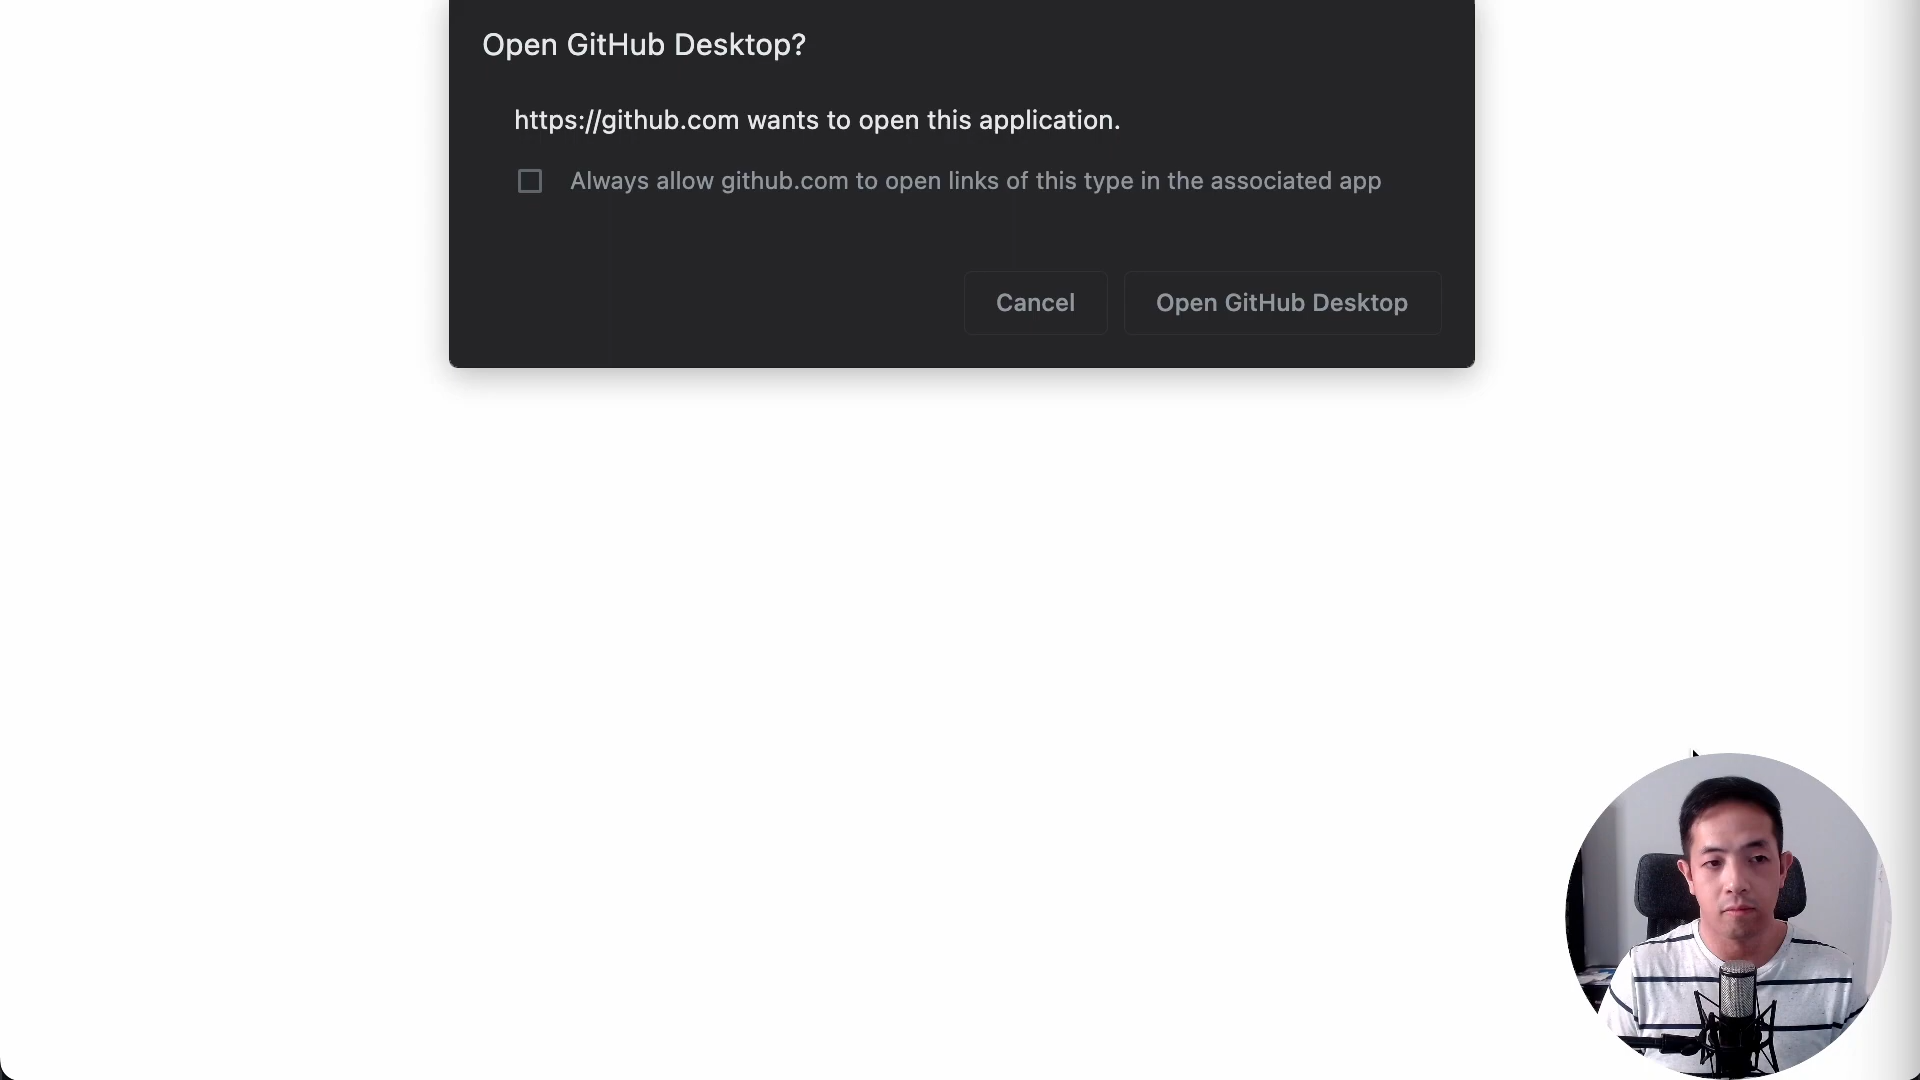 Open GitHub Desktop?
https://github.com wants to open this application.
Always allow github.com to open links of this type in the associated app
Cancel
Open GitHub Desktop